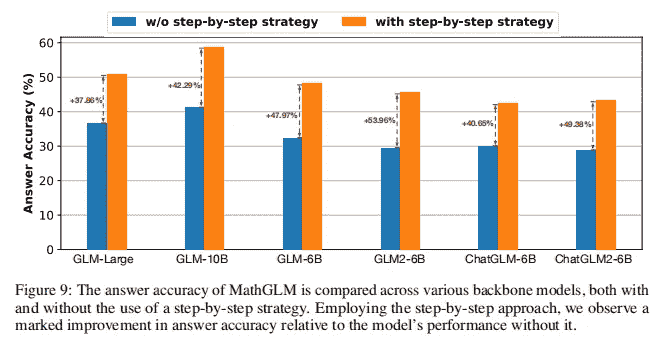 w/o step-by-step strategy with step-by-step strategy
60
50
40
30
20
10
0
Answer Accuracy (%)
+37.86%
+42.29%
+47.97%
+53.96%
+40.65%
+49.38%
GLM-Large GLM-10B GLM-6B GLM2-6B ChatGLM-6B ChatGLM2-6B
Figure 9: The answer accuracy of MathGLM is compared across various backbone models, both with
and without the use of a step-by-step strategy. Employing the step-by-step approach, we observe a
marked improvement in answer accuracy relative to the model's performance without it.